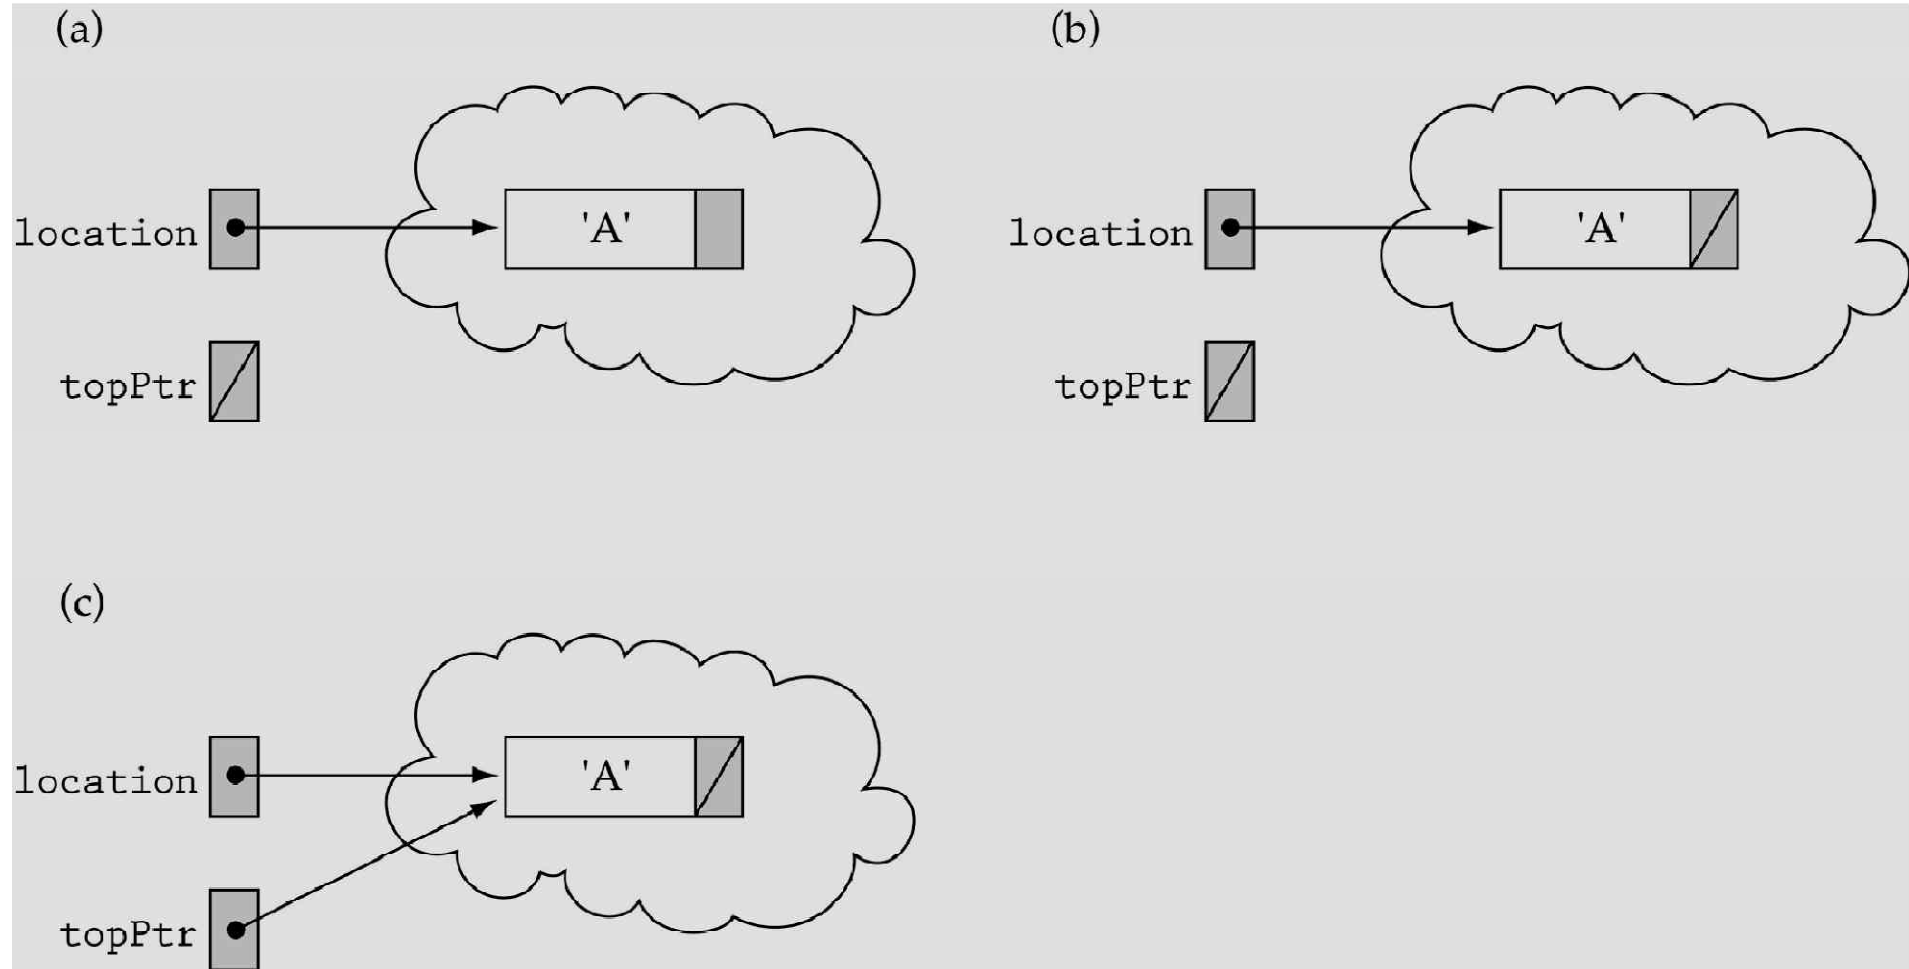 (a)
location
'A'
topPtr
(b)
location
'A'
topPtr
(c)
location
'A'
topPtr